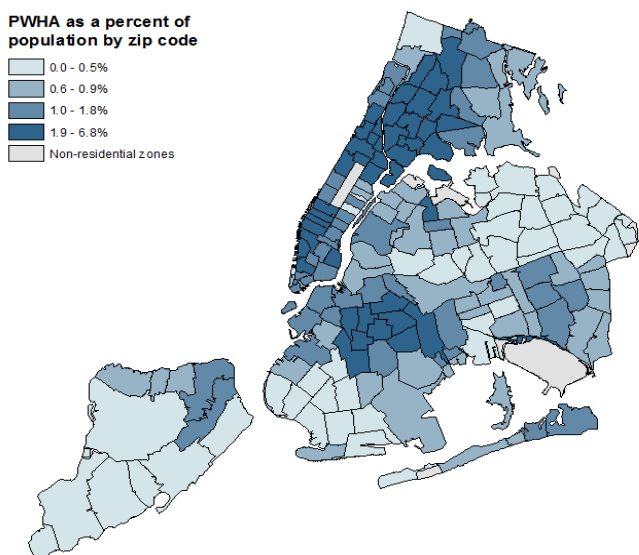 PWHA as a percent of
population by zip code
0.0 - 0.5%
0.6 - 0.9%
1.0 - 1.8%
1.9 - 6.8%
Non-residential zones